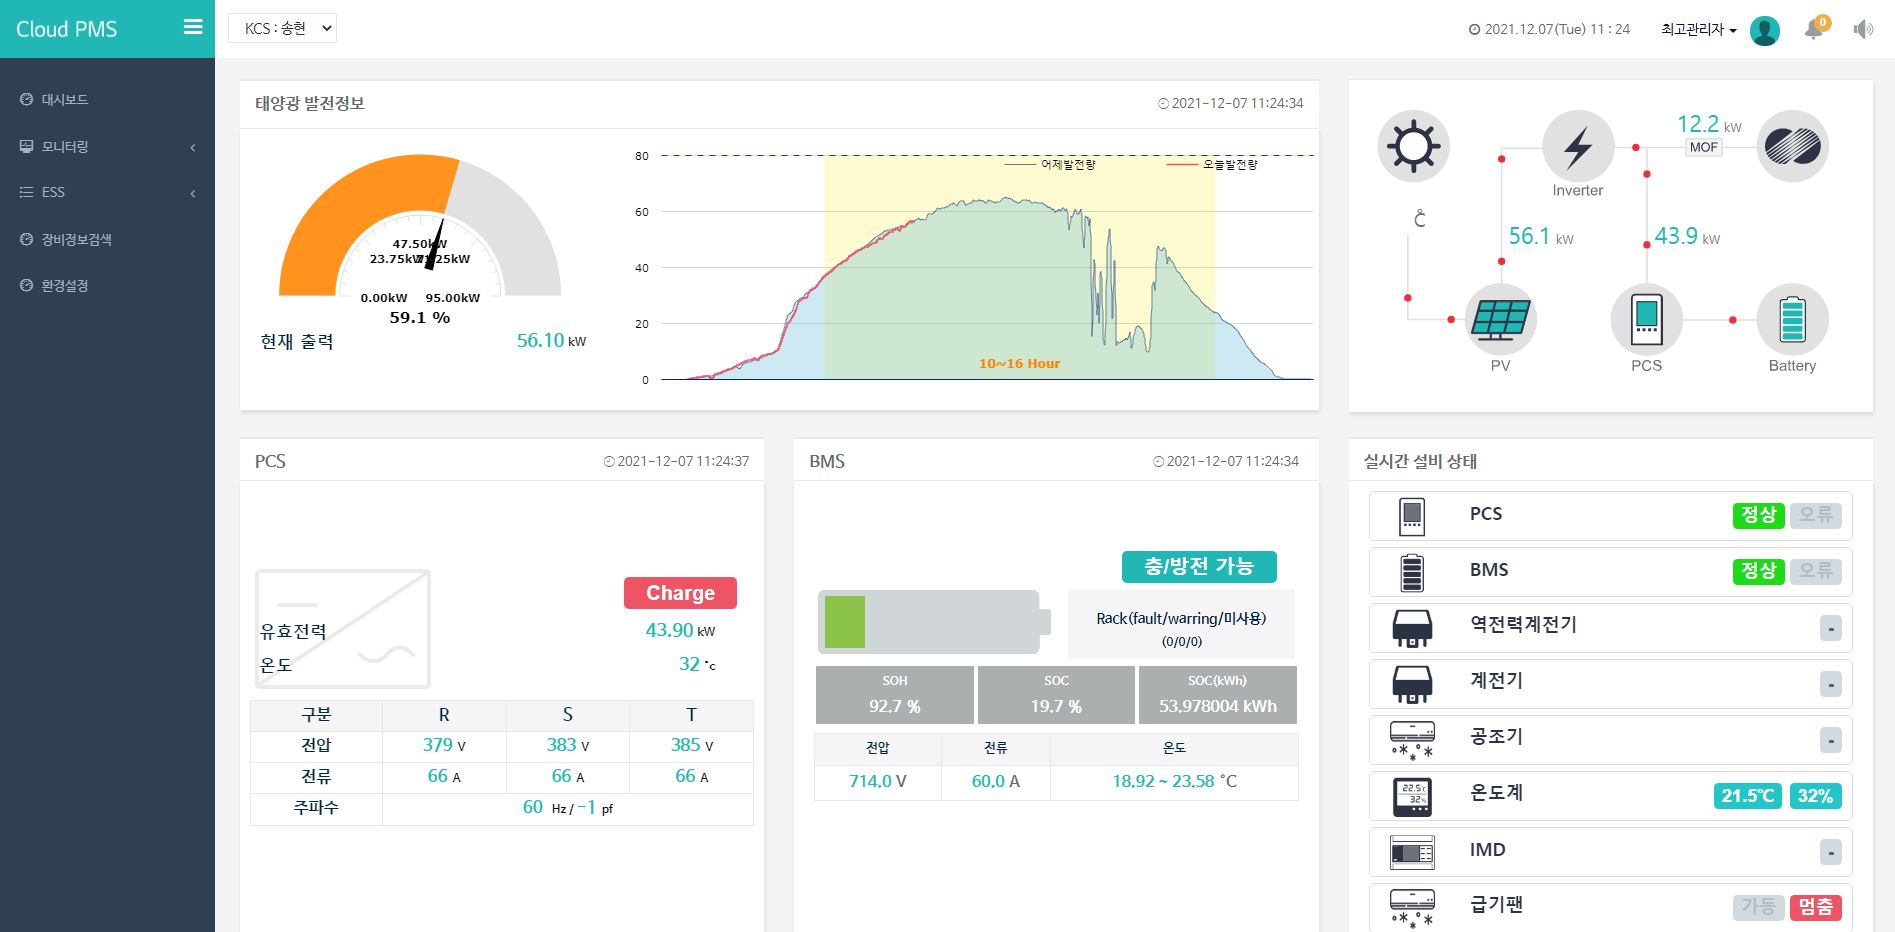 Cloud PMS
KCS : 송현
2021.12.07(Tue) 11 : 24
최고관리자
0
대시보드
모니터링
ESS
장비정보검색
환경설정
태양광 발전정보
2021-12-07 11:24:34
47.50kW
23.75kW
71.25kW
0.00kW
95.00kW
59.1 %
현재 출력
56.10 kW
80
60
40
20
0
어제발전량
오늘발전량
10~16 Hour
℃
Inverter
12.2 kW
MOF
56.1 kW
43.9 kW
PV
PCS
Battery
PCS
2021-12-07 11:24:37
Charge
유효전력
43.90 kW
온도
32 °c
구분 R S T
전압 379 V 383 V 385 V
전류 66 A 66 A 66 A
주파수 60 Hz / -1 pf
BMS
2021-12-07 11:24:34
충/방전 가능
Rack(fault/warring/미사용)
(0/0/0)
SOH SOC SOC(kWh)
92.7 % 19.7 % 53.978004 kWh
전압 전류 온도
714.0 V 60.0 A 18.92 ~ 23.58 °C
실시간 설비 상태
PCS 정상 오류
BMS 정상 오류
역전력계전기 -
계전기 -
공조기 -
22.5℃
32%
온도계 21.5℃ 32%
IMD -
급기팬 가동 멈춤